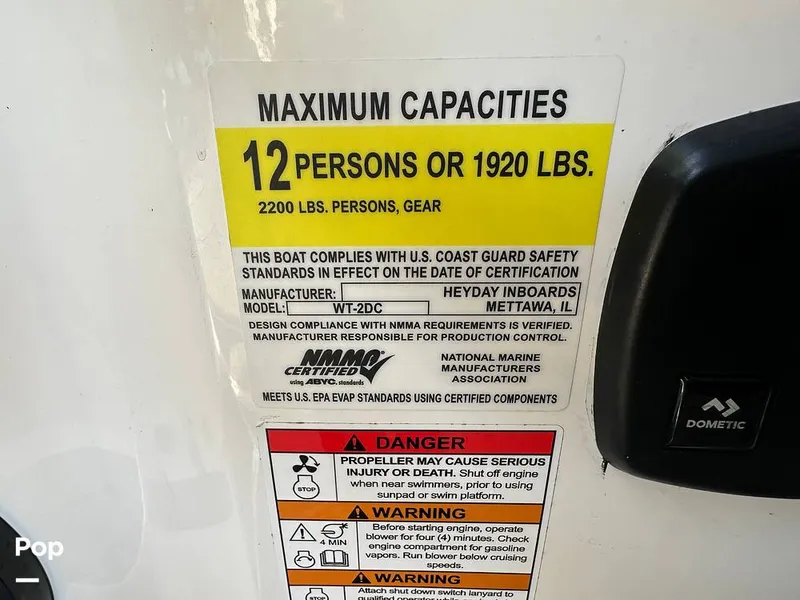 MAXIMUM CAPACITIES
12 PERSONS OR 1920 LBS.
2200 LBS. PERSONS, GEAR
THIS BOAT COMPLIES WITH U.S. COAST GUARD SAFETY
STANDARDS IN EFFECT ON THE DATE OF CERTIFICATION
MANUFACTURER: HEYDAY INBOARDS
MODEL: WT-2DC METTAWA, IL
DESIGN COMPLIANCE WITH NMMA REQUIREMENTS IS VERIFIED.
MANUFACTURER RESPONSIBLE FOR PRODUCTION CONTROL.
NMMA
CERTIFIED
using ABYC. standards
NATIONAL MARINE
MANUFACTURERS
ASSOCIATION
MEETS U.S. EPA EVAP STANDARDS USING CERTIFIED COMPONENTS
DOMETIC
DANGER
STOP
PROPELLER MAY CAUSE SERIOUS
INJURY OR DEATH. Shut off engine
when near swimmers, prior to using
sunpad or swim platform.
WARNING
4 MIN
Before starting engine, operate
blower for four (4) minutes. Check
engine compartment for gasoline
vapors. Run blower below cruising
speeds.
WARNING
STOP
Attach shut down switch lanyard to
Pop